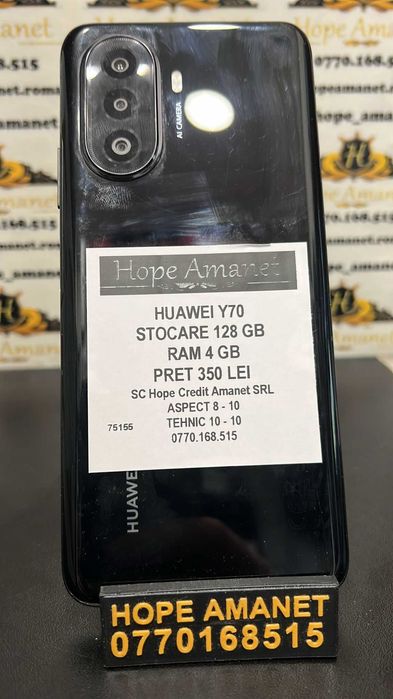 Hope Amanet
HUAWEI Y70
STOCARE 128 GB
RAM 4 GB
PRET 350 LEI
SC Hope Credit Amanet SRL
ASPECT 8 - 10
75155
TEHNIC 10 - 10
0770.168.515
AI CAMERA
HUAWE
HOPE AMANET
0770168515